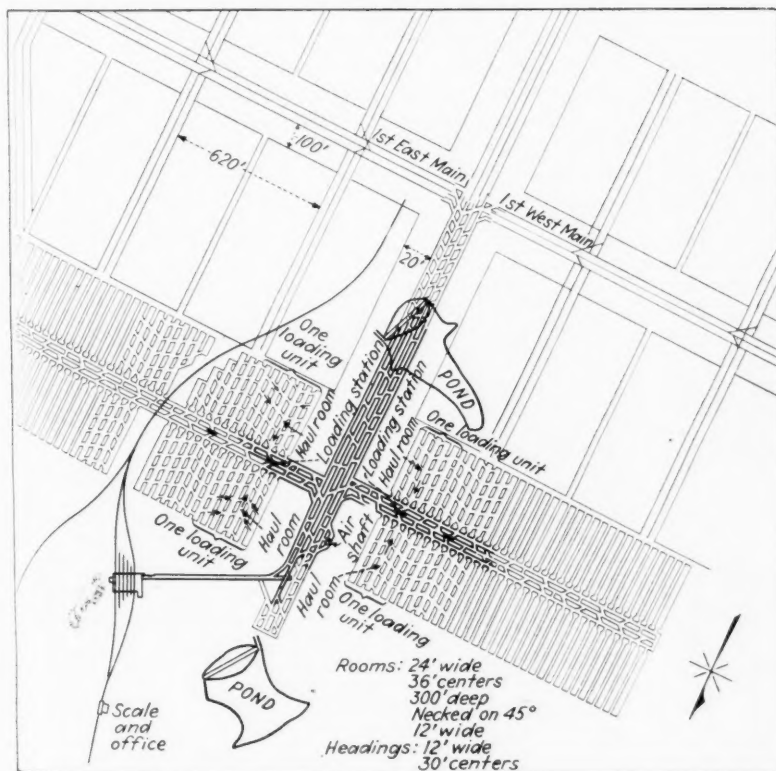 1st East Main
1st West Main
100'
620'
20'
POND
One
loading
unit
Haul room
Loading station
Loading station
Haul room
One loading unit
One loading
unit
Haul
room
Air
shaft
Haul
room
One loading
unit
POND
Scale
and
office
Rooms: 24' wide
36' centers
300' deep
Necked on 45°
12' wide
Headings: 12' wide
30' centers